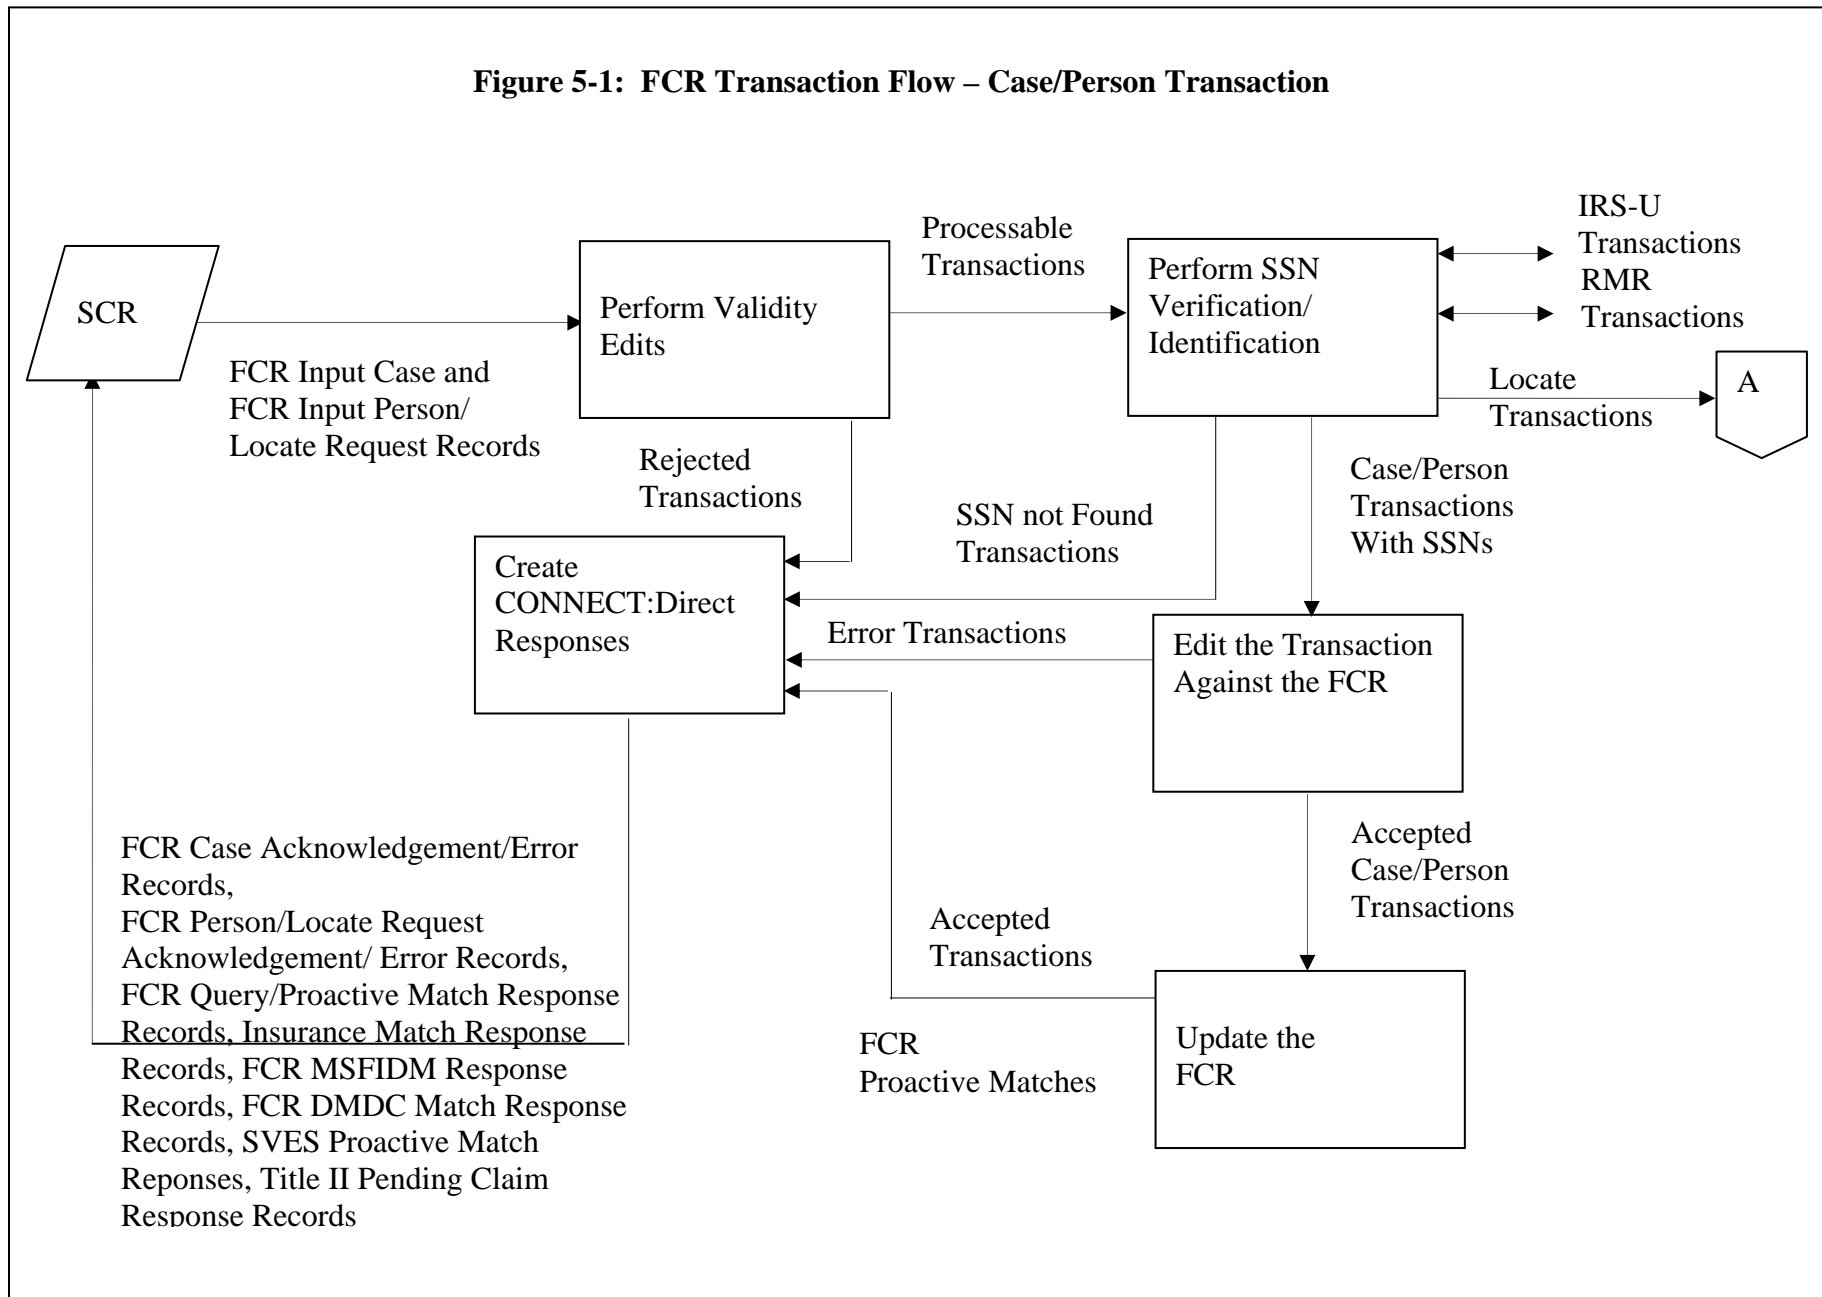 Figure 5-1:  FCR Transaction Flow – Case/Person Transaction
IRS-U
Transactions
RMR
Transactions
Processable
Transactions
Perform SSN
Verification/
Identification
SCR
Perform Validity
Edits
FCR Input Case and
FCR Input Person/
Locate Request Records
Locate
Transactions
A
Rejected
Transactions
Case/Person
Transactions
With SSNs
SSN not Found
Transactions
Create
CONNECT:Direct
Responses
Error Transactions
Edit the Transaction
Against the FCR
FCR Case Acknowledgement/Error
Records,
FCR Person/Locate Request
Acknowledgement/ Error Records,
FCR Query/Proactive Match Response
Records, Insurance Match Response
Records, FCR MSFIDM Response
Records, FCR DMDC Match Response
Records, SVES Proactive Match
Reponses, Title II Pending Claim
Response Records
Accepted
Case/Person
Transactions
Accepted
Transactions
FCR
Proactive Matches
Update the
FCR